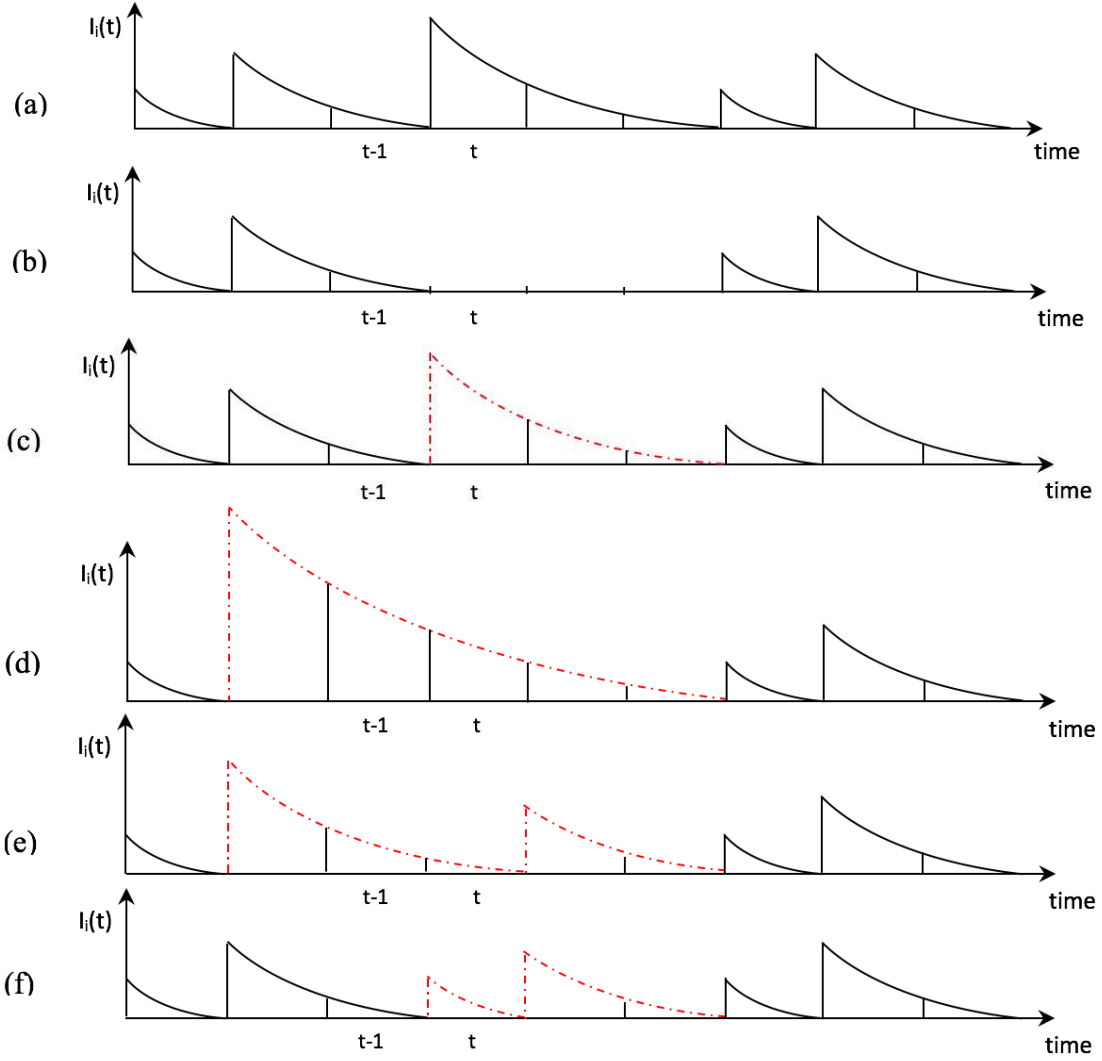 Iᵢ(t)
(a)
t-1 t time
Iᵢ(t)
(b)
t-1 t time
Iᵢ(t)
(c)
t-1 t time
Iᵢ(t)
(d)
t-1 t time
Iᵢ(t)
(e)
t-1 t time
Iᵢ(t)
(f)
t-1 t time